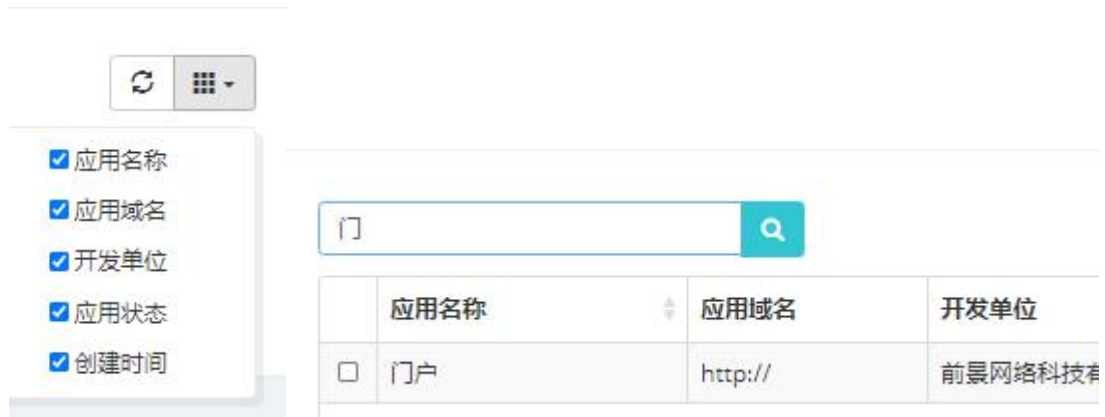 应用名称
应用域名
开发单位
应用状态
创建时间
门
应用名称 应用域名 开发单位
门户 http:// 前景网络科技有